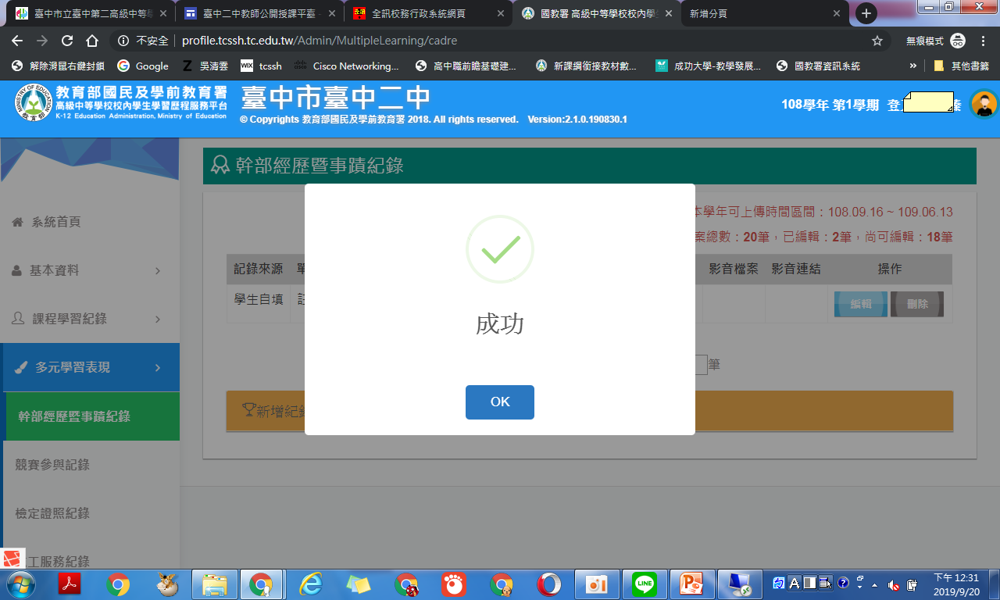 臺中市立臺中第二高級中等學
臺中二中教師公開授課平臺 -
全訊校務行政系統網頁
國教署 高級中等學校校內學生
新增分頁
不安全 profile.tcssh.tc.edu.tw/Admin/MultipleLearning/cadre 無痕模式
解除滑鼠右鍵封鎖 Google 吳清雲 WIX tcssh Cisco Networking... 高中職前瞻基礎建... 新課綱銜接教材數... 成功大學-教學發展... 國教署資訊系統 » 其他書籤
教育部國民及學前教育署
高級中等學校校內學生學習歷程服務平台
K-12 Education Administration, Ministry of Education
臺中市臺中二中
© Copyrights 教育部國民及學前教育署 2018. All rights reserved. Version:2.1.0.190830.1
108學年 第1學期 登
系統首頁
基本資料
課程學習紀錄
多元學習表現
幹部經歷暨事蹟紀錄
競賽參與記錄
檢定證照紀錄
工服務紀錄
幹部經歷暨事蹟紀錄
本學年可上傳時間區間：108.09.16 ~ 109.06.13
案總數：20筆，已編輯：2筆，尚可編輯：18筆
記錄來源 影音檔案 影音連結 操作
學生自填 編輯 刪除
筆
新增紀
成功
OK
LINE
A
下午 12:31
2019/9/20